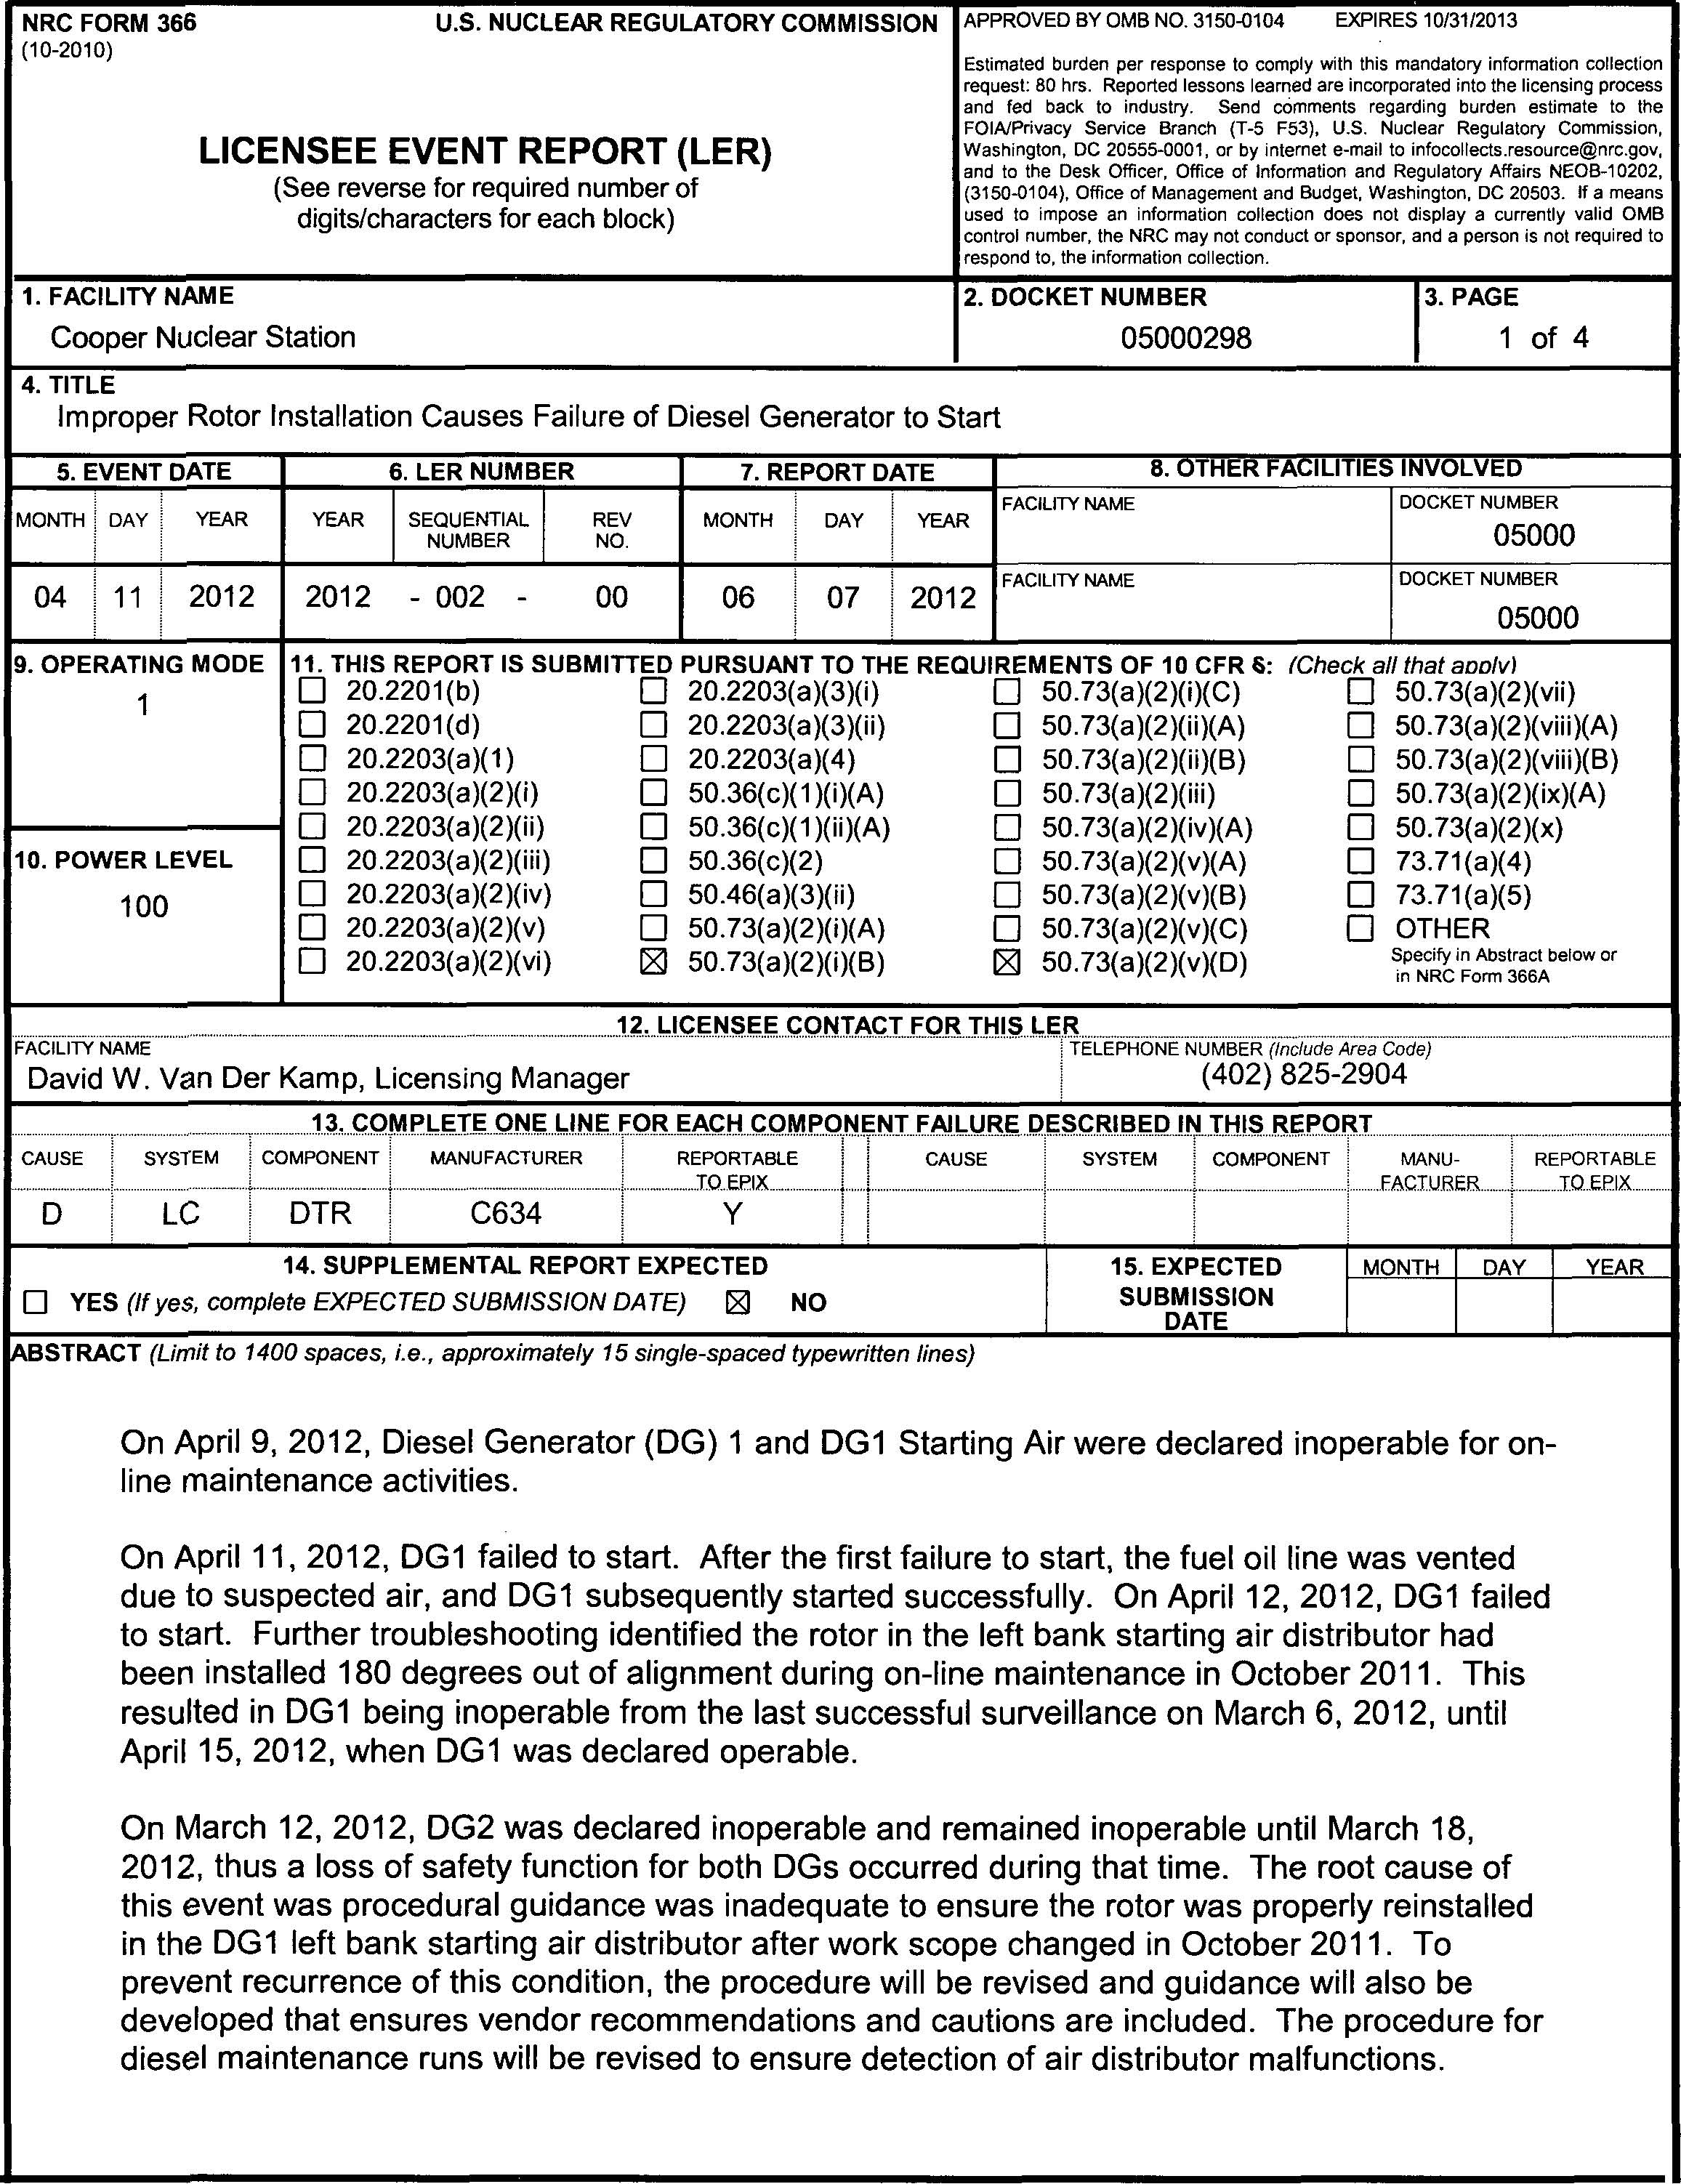 NRC FORM 366 U.S. NUCLEAR REGULATORY COMMISSION
(10-2010)
APPROVED BY OMB NO. 3150-0104 EXPIRES 10/31/2013
Estimated burden per response to comply with this mandatory information collection
request: 80 hrs. Reported lessons learned are incorporated into the licensing process
and fed back to industry. Send comments regarding burden estimate to the
FOIA/Privacy Service Branch (T-5 F53), U.S. Nuclear Regulatory Commission,
Washington, DC 20555-0001, or by internet e-mail to infocollects.resource@nrc.gov,
and to the Desk Officer, Office of Information and Regulatory Affairs NEOB-10202,
(3150-0104), Office of Management and Budget, Washington, DC 20503. If a means
used to impose an information collection does not display a currently valid OMB
control number, the NRC may not conduct or sponsor, and a person is not required to
respond to, the information collection.
LICENSEE EVENT REPORT (LER)
(See reverse for required number of
digits/characters for each block)
1. FACILITY NAME 2. DOCKET NUMBER 3. PAGE
Cooper Nuclear Station 05000298 1 of 4
4. TITLE
Improper Rotor Installation Causes Failure of Diesel Generator to Start
5. EVENT DATE 6. LER NUMBER 7. REPORT DATE 8. OTHER FACILITIES INVOLVED
MONTH DAY YEAR YEAR SEQUENTIAL NUMBER REV NO. MONTH DAY YEAR FACILITY NAME DOCKET NUMBER
05000
04 11 2012 2012 - 002 - 00 06 07 2012 FACILITY NAME DOCKET NUMBER
05000
9. OPERATING MODE
1
10. POWER LEVEL
100
11. THIS REPORT IS SUBMITTED PURSUANT TO THE REQUIREMENTS OF 10 CFR §: (Check all that apply)
☐ 20.2201(b) ☐ 20.2203(a)(3)(i) ☐ 50.73(a)(2)(i)(C) ☐ 50.73(a)(2)(vii)
☐ 20.2201(d) ☐ 20.2203(a)(3)(ii) ☐ 50.73(a)(2)(ii)(A) ☐ 50.73(a)(2)(viii)(A)
☐ 20.2203(a)(1) ☐ 20.2203(a)(4) ☐ 50.73(a)(2)(ii)(B) ☐ 50.73(a)(2)(viii)(B)
☐ 20.2203(a)(2)(i) ☐ 50.36(c)(1)(i)(A) ☐ 50.73(a)(2)(iii) ☐ 50.73(a)(2)(ix)(A)
☐ 20.2203(a)(2)(ii) ☐ 50.36(c)(1)(ii)(A) ☐ 50.73(a)(2)(iv)(A) ☐ 50.73(a)(2)(x)
☐ 20.2203(a)(2)(iii) ☐ 50.36(c)(2) ☐ 50.73(a)(2)(v)(A) ☐ 73.71(a)(4)
☐ 20.2203(a)(2)(iv) ☐ 50.46(a)(3)(ii) ☐ 50.73(a)(2)(v)(B) ☐ 73.71(a)(5)
☐ 20.2203(a)(2)(v) ☐ 50.73(a)(2)(i)(A) ☐ 50.73(a)(2)(v)(C) ☐ OTHER
☐ 20.2203(a)(2)(vi) ☒ 50.73(a)(2)(i)(B) ☒ 50.73(a)(2)(v)(D) Specify in Abstract below or
in NRC Form 366A
12. LICENSEE CONTACT FOR THIS LER
FACILITY NAME TELEPHONE NUMBER (Include Area Code)
David W. Van Der Kamp, Licensing Manager (402) 825-2904
13. COMPLETE ONE LINE FOR EACH COMPONENT FAILURE DESCRIBED IN THIS REPORT
CAUSE SYSTEM COMPONENT MANUFACTURER REPORTABLE TO EPIX CAUSE SYSTEM COMPONENT MANU-FACTURER REPORTABLE TO EPIX
D LC DTR C634 Y
14. SUPPLEMENTAL REPORT EXPECTED 15. EXPECTED SUBMISSION DATE MONTH DAY YEAR
☐ YES (If yes, complete EXPECTED SUBMISSION DATE) ☒ NO
ABSTRACT (Limit to 1400 spaces, i.e., approximately 15 single-spaced typewritten lines)
On April 9, 2012, Diesel Generator (DG) 1 and DG1 Starting Air were declared inoperable for on-
line maintenance activities.
On April 11, 2012, DG1 failed to start. After the first failure to start, the fuel oil line was vented
due to suspected air, and DG1 subsequently started successfully. On April 12, 2012, DG1 failed
to start. Further troubleshooting identified the rotor in the left bank starting air distributor had
been installed 180 degrees out of alignment during on-line maintenance in October 2011. This
resulted in DG1 being inoperable from the last successful surveillance on March 6, 2012, until
April 15, 2012, when DG1 was declared operable.
On March 12, 2012, DG2 was declared inoperable and remained inoperable until March 18,
2012, thus a loss of safety function for both DGs occurred during that time. The root cause of
this event was procedural guidance was inadequate to ensure the rotor was properly reinstalled
in the DG1 left bank starting air distributor after work scope changed in October 2011. To
prevent recurrence of this condition, the procedure will be revised and guidance will also be
developed that ensures vendor recommendations and cautions are included. The procedure for
diesel maintenance runs will be revised to ensure detection of air distributor malfunctions.